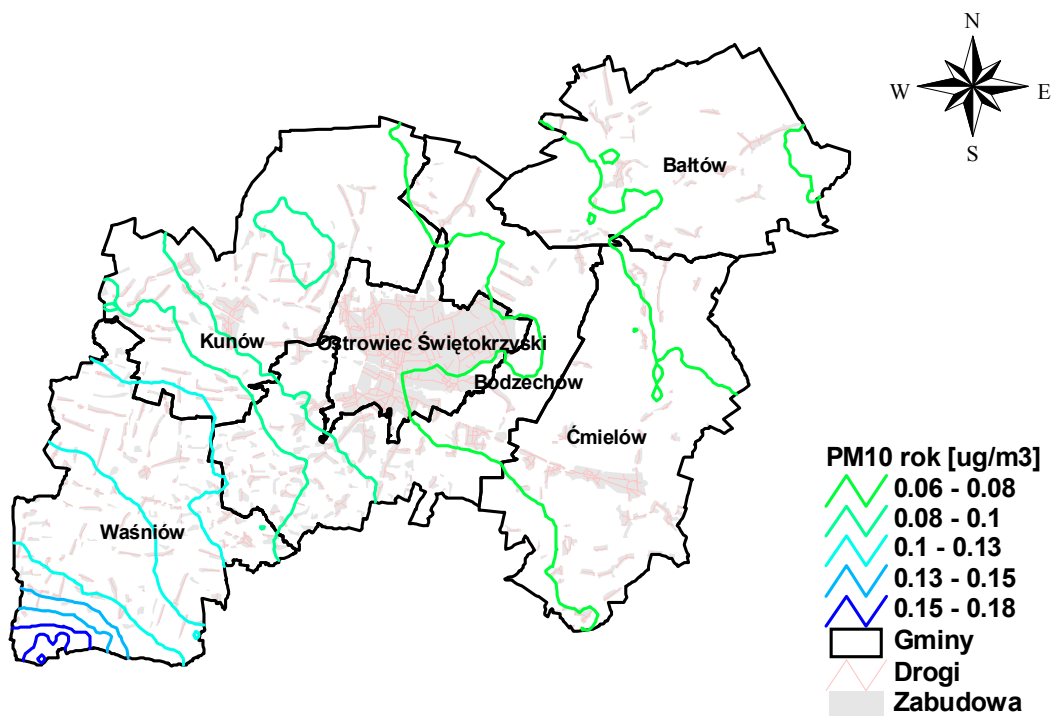 N
W
E
S
Bałtów
Kunów
Ostrowiec Świętokrzyski
Bodzechów
Ćmielów
Waśniów
PM10 rok [ug/m3]
0.06 - 0.08
0.08 - 0.1
0.1 - 0.13
0.13 - 0.15
0.15 - 0.18
Gminy
Drogi
Zabudowa